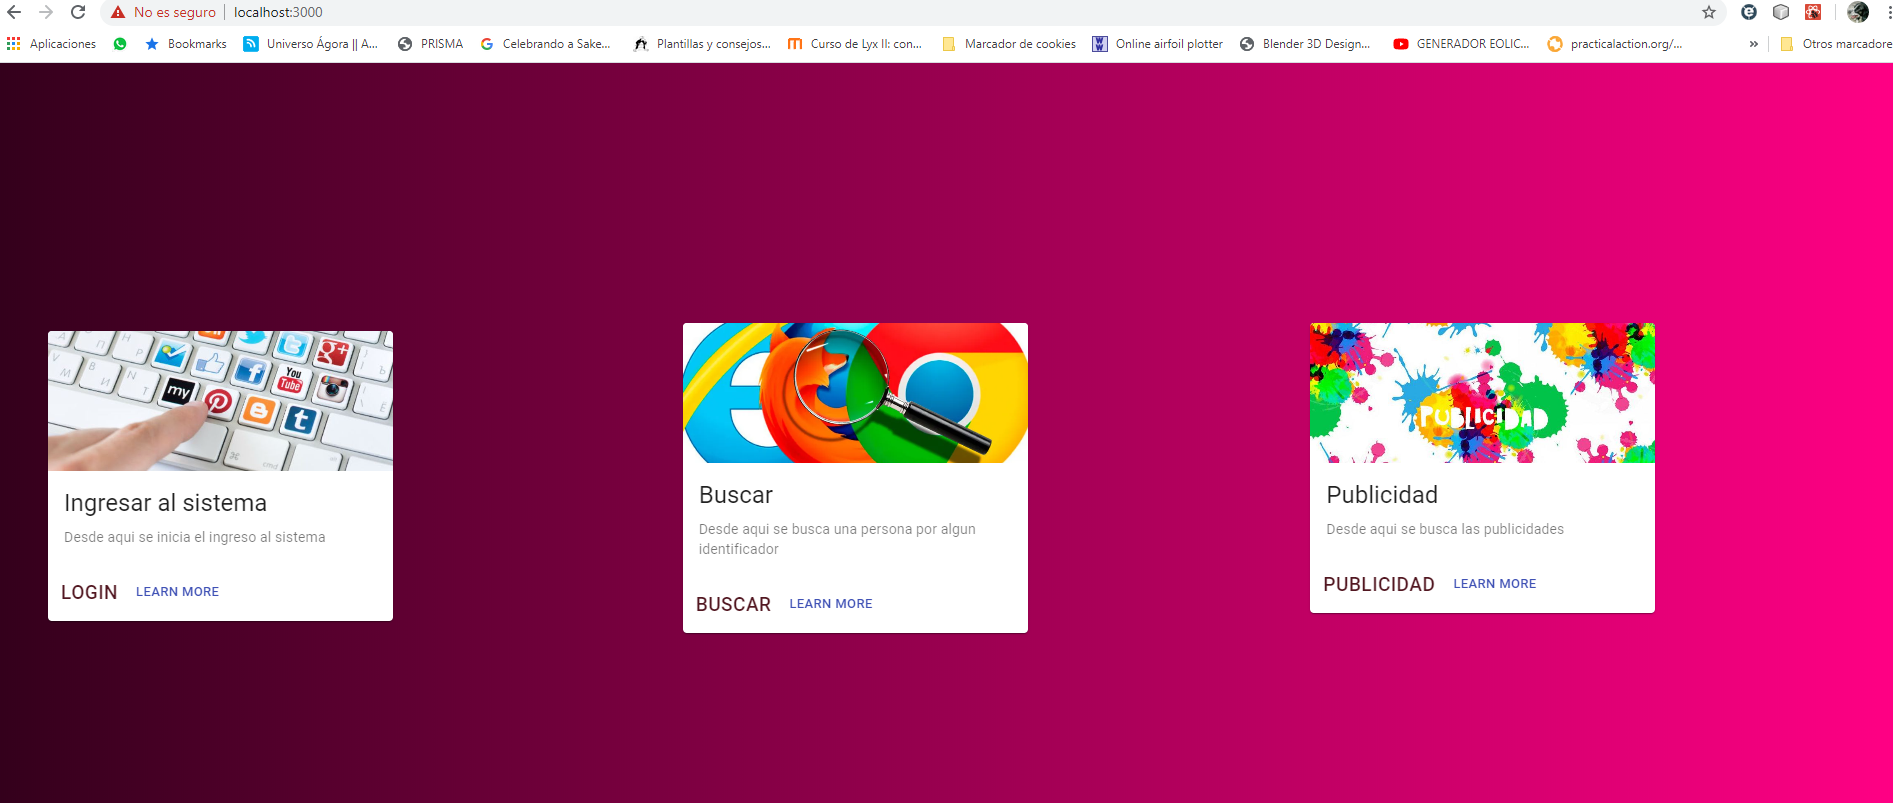 No es seguro | localhost:3000
Aplicaciones
Bookmarks
Universo Ágora || A...
PRISMA
Celebrando a Sake...
Plantillas y consejos...
Curso de Lyx II: con...
Marcador de cookies
Online airfoil plotter
Blender 3D Design...
GENERADOR EOLIC...
practicalaction.org/...
»
Otros marcadore
You
Tube
my
g+
f
t
cmd
Ingresar al sistema
Desde aqui se inicia el ingreso al sistema
LOGIN LEARN MORE
Buscar
Desde aqui se busca una persona por algun
identificador
BUSCAR LEARN MORE
PUBLICIDAD
Publicidad
Desde aqui se busca las publicidades
PUBLICIDAD LEARN MORE